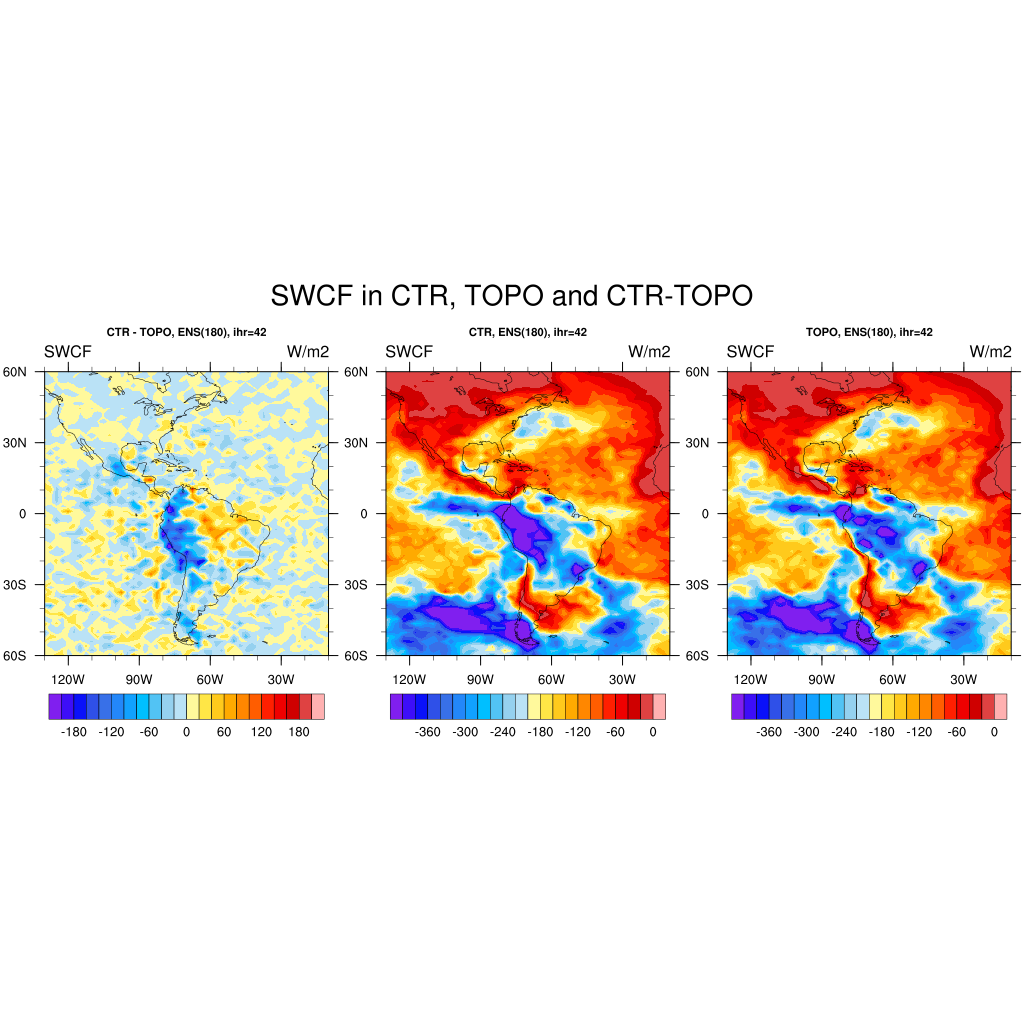 SWCF in CTR, TOPO and CTR-TOPO
CTR - TOPO, ENS(180), ihr=42
SWCF W/m2
60N
30N
0
30S
60S
120W 90W 60W 30W
-180 -120 -60 0 60 120 180
CTR, ENS(180), ihr=42
SWCF W/m2
60N
30N
0
30S
60S
120W 90W 60W 30W
-360 -300 -240 -180 -120 -60 0
TOPO, ENS(180), ihr=42
SWCF W/m2
60N
30N
0
30S
60S
120W 90W 60W 30W
-360 -300 -240 -180 -120 -60 0